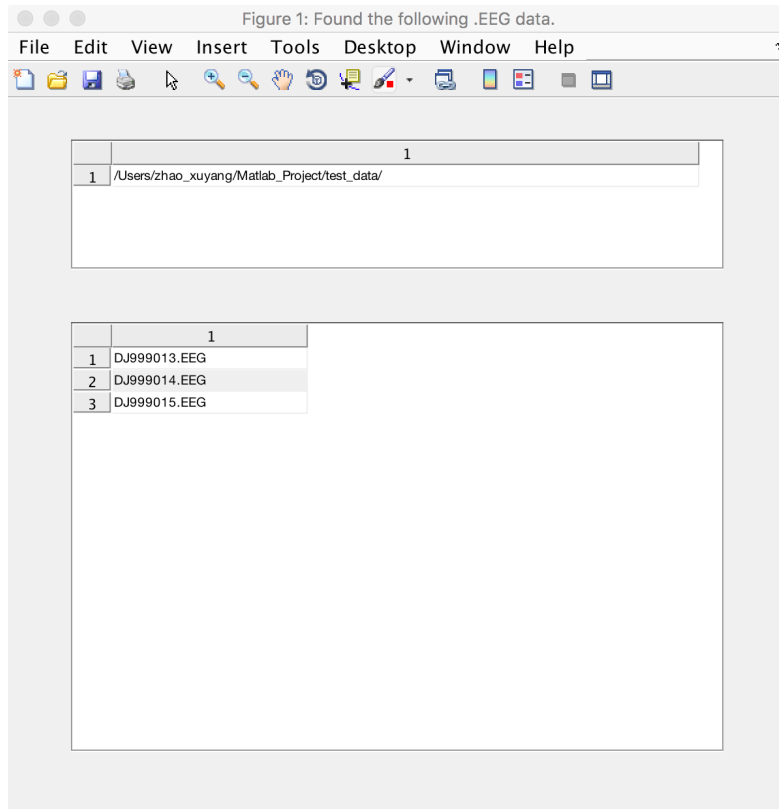 Figure 1: Found the following .EEG data.
File Edit View Insert Tools Desktop Window Help
1
1 /Users/zhao_xuyang/Matlab_Project/test_data/
1
1 DJ999013.EEG
2 DJ999014.EEG
3 DJ999015.EEG